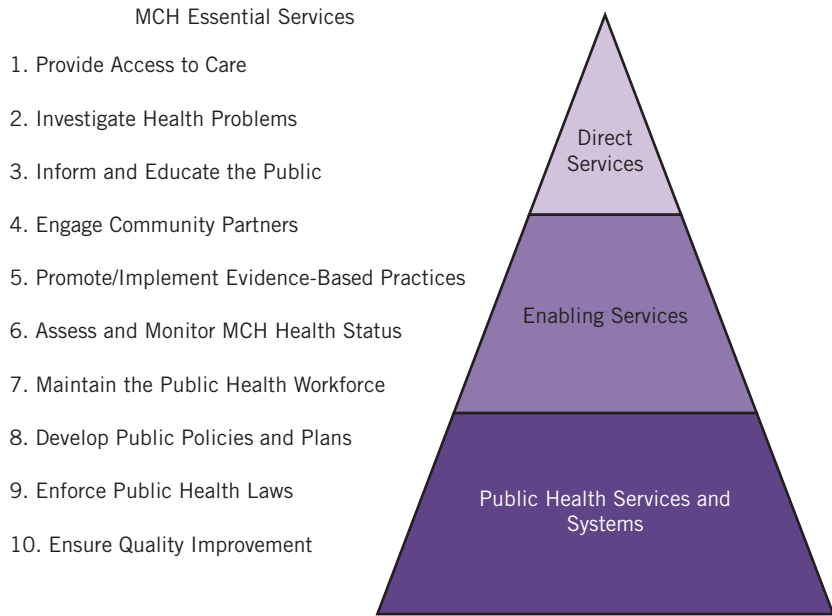 MCH Essential Services
1. Provide Access to Care
2. Investigate Health Problems
3. Inform and Educate the Public
4. Engage Community Partners
5. Promote/Implement Evidence-Based Practices
6. Assess and Monitor MCH Health Status
7. Maintain the Public Health Workforce
8. Develop Public Policies and Plans
9. Enforce Public Health Laws
10. Ensure Quality Improvement
Direct
Services
Enabling Services
Public Health Services and
Systems